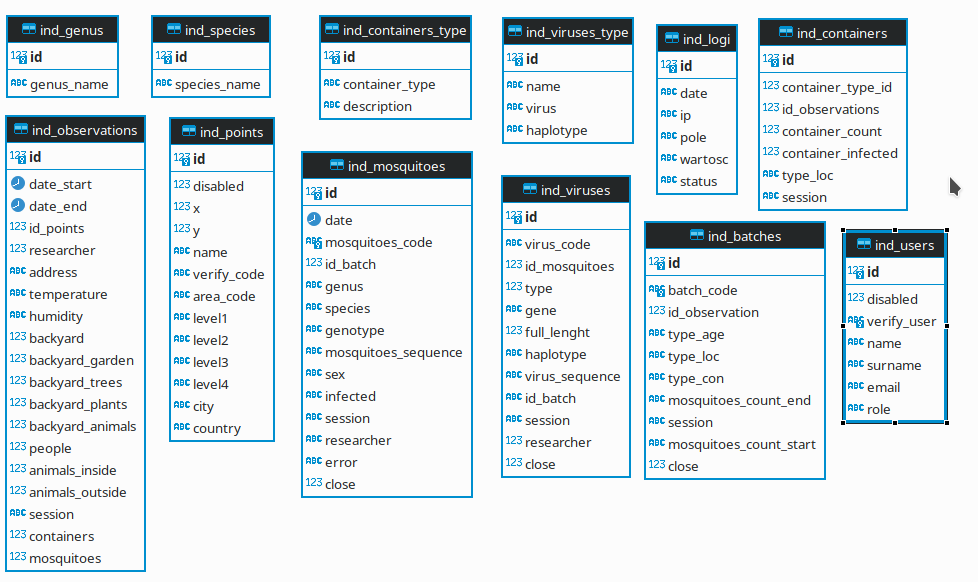 ind_genus
123 id
ABC genus_name
ind_species
123 id
ABC species_name
ind_containers_type
123 id
ABC container_type
ABC description
ind_viruses_type
123 id
ABC name
ABC virus
ABC haplotype
ind_logi
123 id
ABC date
ABC ip
ABC pole
ABC wartosc
ABC status
ind_containers
123 id
123 container_type_id
123 id_observations
123 container_count
123 container_infected
ABC type_loc
ABC session
ind_observations
123 id
date_start
date_end
123 id_points
123 researcher
ABC address
ABC temperature
ABC humidity
123 backyard
123 backyard_garden
123 backyard_trees
123 backyard_plants
123 backyard_animals
123 people
123 animals_inside
123 animals_outside
ABC session
123 containers
123 mosquitoes
ind_points
123 id
123 disabled
123 x
123 y
ABC name
ABC verify_code
ABC area_code
ABC level1
ABC level2
ABC level3
ABC level4
ABC city
ABC country
ind_mosquitoes
123 id
date
ABC mosquitoes_code
123 id_batch
ABC genus
ABC species
ABC genotype
ABC mosquitoes_sequence
ABC sex
ABC infected
ABC session
ABC researcher
ABC error
123 close
ind_viruses
123 id
ABC virus_code
123 id_mosquitoes
123 type
ABC gene
123 full_lenght
ABC haplotype
ABC virus_sequence
ABC id_batch
ABC session
123 researcher
123 close
ind_batches
123 id
ABC batch_code
123 id_observation
ABC type_age
ABC type_loc
ABC type_con
ABC mosquitoes_count_end
ABC session
ABC mosquitoes_count_start
123 close
ind_users
123 id
123 disabled
ABC verify_user
ABC name
ABC surname
ABC email
ABC role